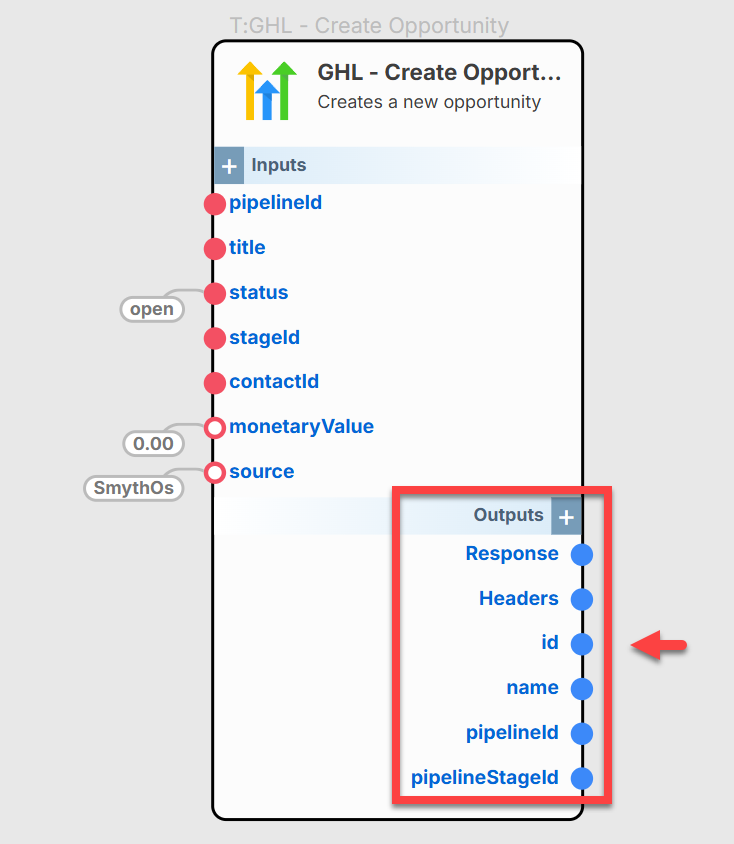 T:GHL - Create Opportunity
GHL - Create Opport...
Creates a new opportunity
+ Inputs
pipelineId
title
status
open
stageId
contactId
monetaryValue
0.00
source
SmythOs
Outputs +
Response
Headers
id
name
pipelineId
pipelineStageId